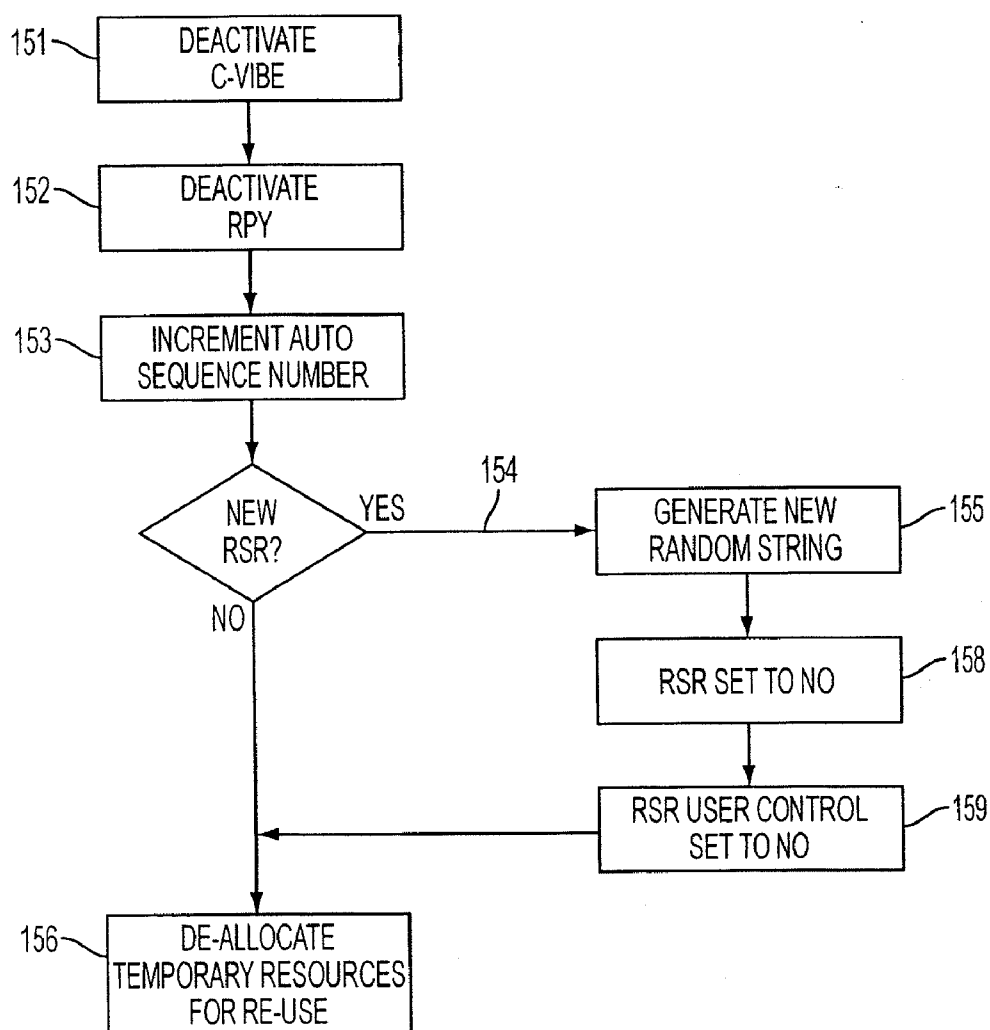 151
DEACTIVATE
C-VIBE
152
DEACTIVATE
RPY
153
INCREMENT AUTO
SEQUENCE NUMBER
NEW
RSR?
YES
154
NO
GENERATE NEW
RANDOM STRING
155
RSR SET TO NO
158
RSR USER CONTROL
SET TO NO
159
156
DE-ALLOCATE
TEMPORARY RESOURCES
FOR RE-USE